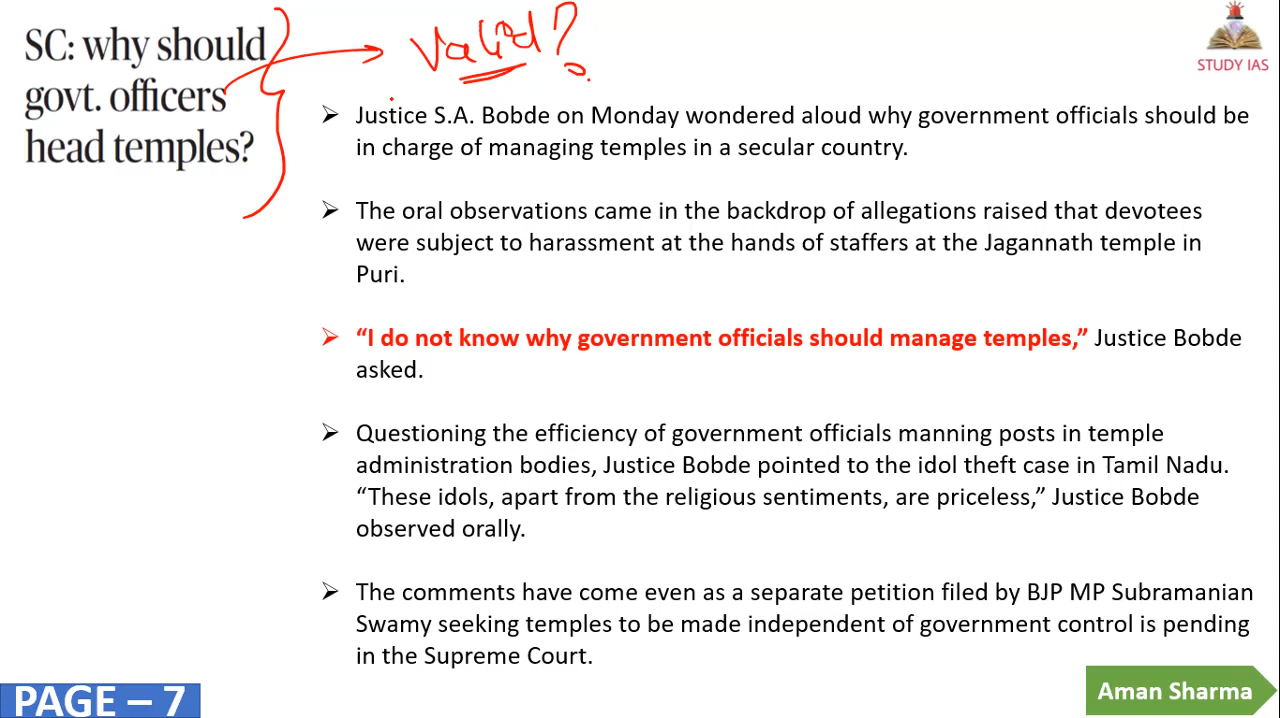 SC: why should
govt. officers
head temples?
Valid?
STUDY IAS
➢ Justice S.A. Bobde on Monday wondered aloud why government officials should be
in charge of managing temples in a secular country.
➢ The oral observations came in the backdrop of allegations raised that devotees
were subject to harassment at the hands of staffers at the Jagannath temple in
Puri.
➢ “I do not know why government officials should manage temples,” Justice Bobde
asked.
➢ Questioning the efficiency of government officials manning posts in temple
administration bodies, Justice Bobde pointed to the idol theft case in Tamil Nadu.
“These idols, apart from the religious sentiments, are priceless,” Justice Bobde
observed orally.
➢ The comments have come even as a separate petition filed by BJP MP Subramanian
Swamy seeking temples to be made independent of government control is pending
in the Supreme Court.
PAGE – 7
Aman Sharma